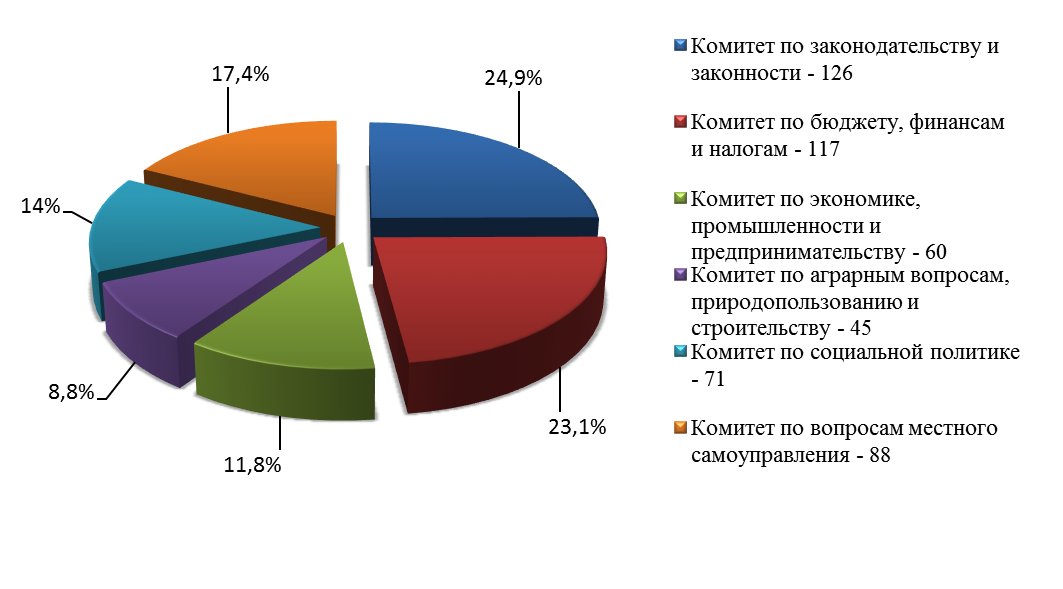 17,4%
24,9%
14%
8,8%
11,8%
23,1%
Комитет по законодательству и
законности - 126
Комитет по бюджету, финансам
и налогам - 117
Комитет по экономике,
промышленности и
предпринимательству - 60
Комитет по аграрным вопросам,
природопользованию и
строительству - 45
Комитет по социальной политике
- 71
Комитет по вопросам местного
самоуправления - 88